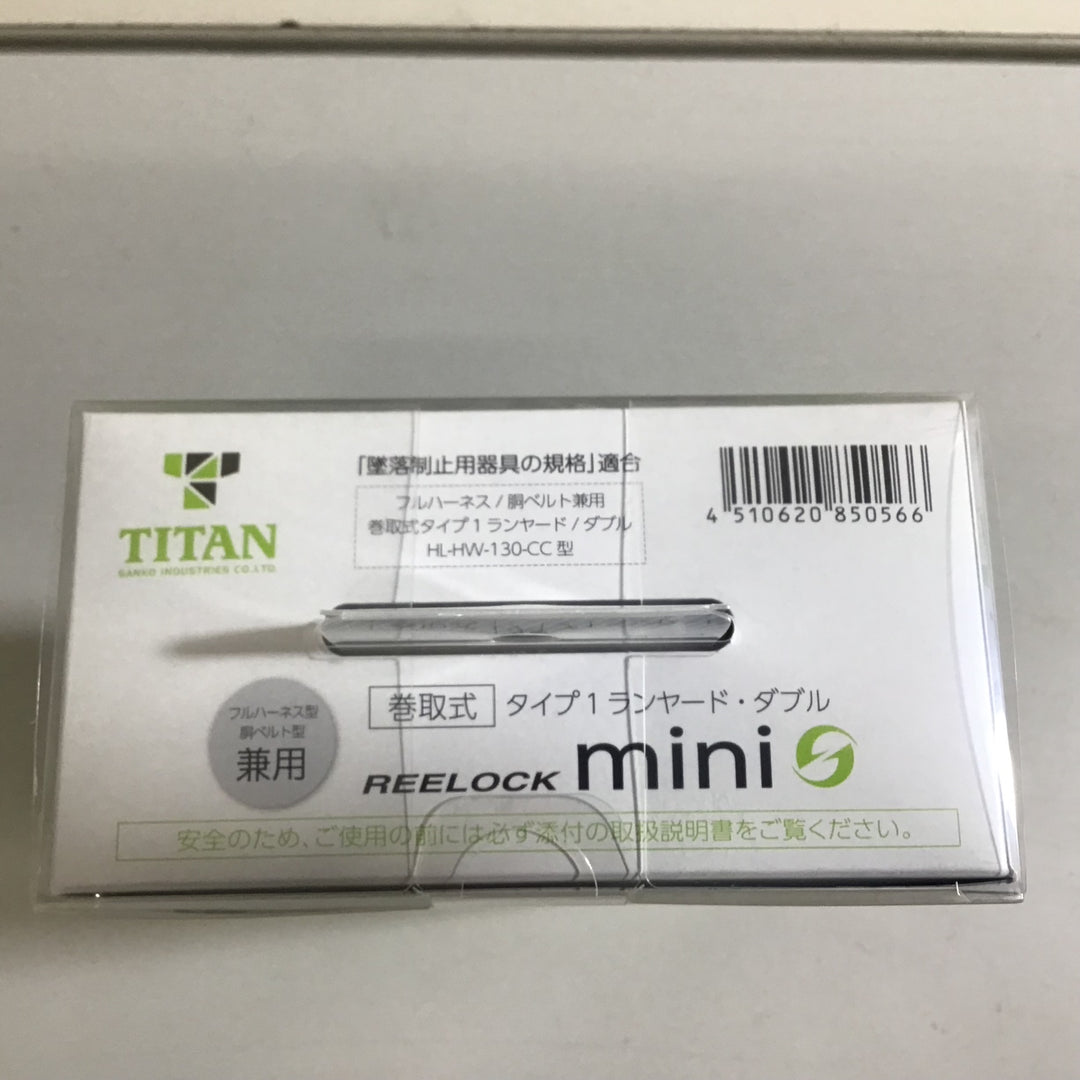 TITAN
SANKO INDUSTRIES CO.,LTD.
「墜落制止用器具の規格」適合
フルハーネス / 胴ベルト兼用
巻取式タイプ1 ランヤード / ダブル
HL-HW-130-CC 型
4 510620 850566
フルハーネス型
胴ベルト型
兼用
巻取式 タイプ1 ランヤード・ダブル
REELOCK mini S
安全のため、ご使用の前には必ず添付の取扱説明書をご覧ください。